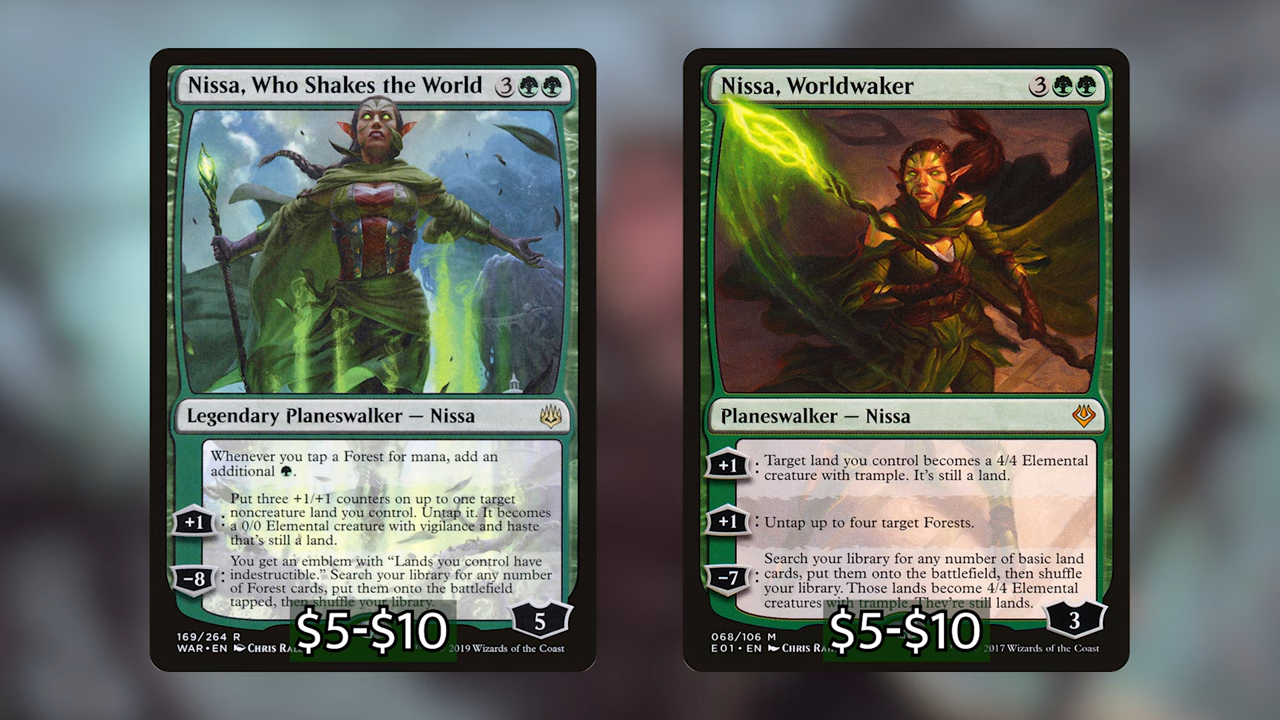 Nissa, Who Shakes the World 3
Legendary Planeswalker — Nissa
Whenever you tap a Forest for mana, add an
additional .
+1 : Put three +1/+1 counters on up to one target
noncreature land you control. Untap it. It becomes
a 0/0 Elemental creature with vigilance and haste
that's still a land.
−8 : You get an emblem with “Lands you control have
indestructible.” Search your library for any number
of Forest cards, put them onto the battlefield
tapped, then shuffle your library.
5
$5-$10
169/264 R
WAR • EN CHRIS
2019 Wizards of the Coast
Nissa, Worldwaker 3
Planeswalker — Nissa
+1 : Target land you control becomes a 4/4 Elemental
creature with trample. It's still a land.
+1 : Untap up to four target Forests.
−7 : Search your library for any number of basic land
cards, put them onto the battlefield, then shuffle
your library. Those lands become 4/4 Elemental
creatures with trample. They're still lands.
3
$5-$10
068/106 M
E01 • EN CHRIS
2017 Wizards of the Coast